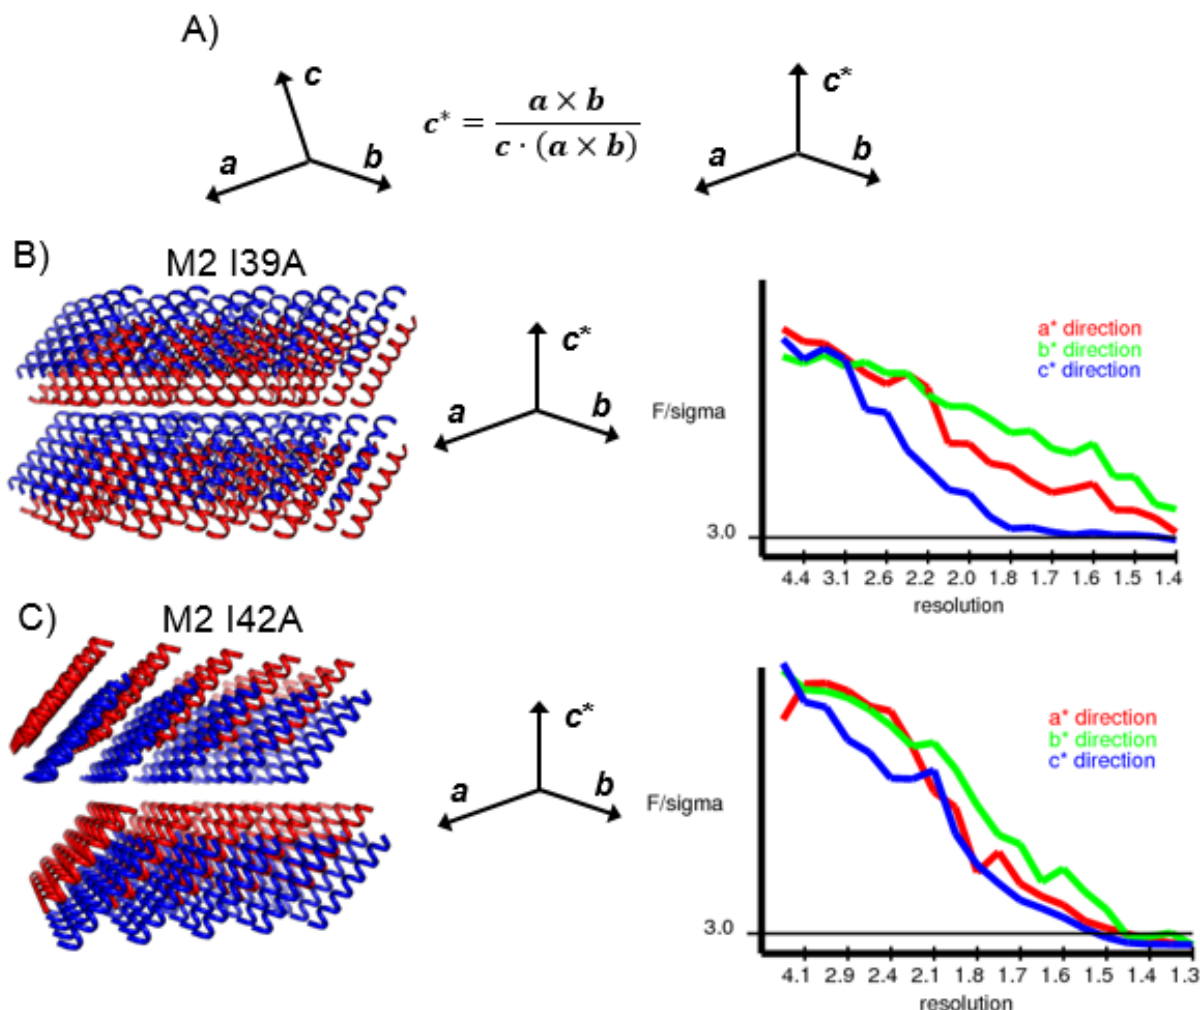 A)
c
c* = a × b / c · (a × b)
c*
a
b
a
b
B)
M2 I39A
c*
a
b
F/sigma
3.0
a* direction
b* direction
c* direction
4.4 3.1 2.6 2.2 2.0 1.8 1.7 1.6 1.5 1.4
resolution
C)
M2 I42A
c*
a
b
F/sigma
3.0
a* direction
b* direction
c* direction
4.1 2.9 2.4 2.1 1.8 1.7 1.6 1.5 1.4 1.3
resolution